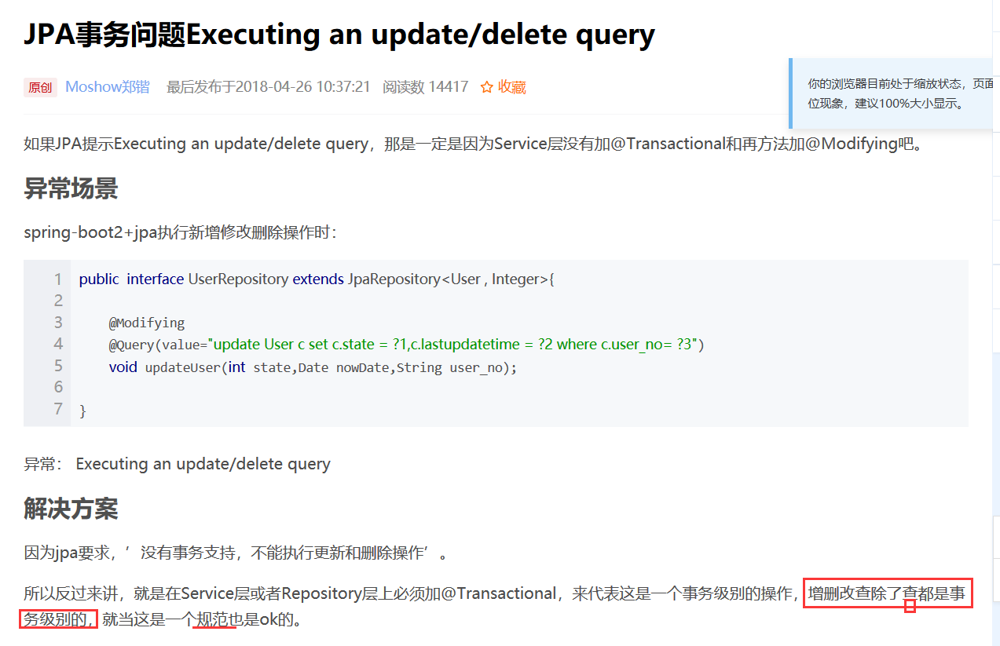 JPA事务问题Executing an update/delete query
原创 Moshow郑锴 最后发布于2018-04-26 10:37:21 阅读数 14417 收藏
你的浏览器目前处于缩放状态，页面
位现象，建议100%大小显示。
如果JPA提示Executing an update/delete query，那是一定是因为Service层没有加@Transactional和再方法加@Modifying吧。
异常场景
spring-boot2+jpa执行新增修改删除操作时：
1 public interface UserRepository extends JpaRepository<User , Integer>{
2
3 @Modifying
4 @Query(value="update User c set c.state = ?1,c.lastupdatetime = ?2 where c.user_no= ?3")
5 void updateUser(int state,Date nowDate,String user_no);
6
7 }
异常： Executing an update/delete query
解决方案
因为jpa要求，’没有事务支持，不能执行更新和删除操作’。
所以反过来讲，就是在Service层或者Repository层上必须加@Transactional，来代表这是一个事务级别的操作，增删改查除了查都是事
务级别的，就当这是一个规范也是ok的。